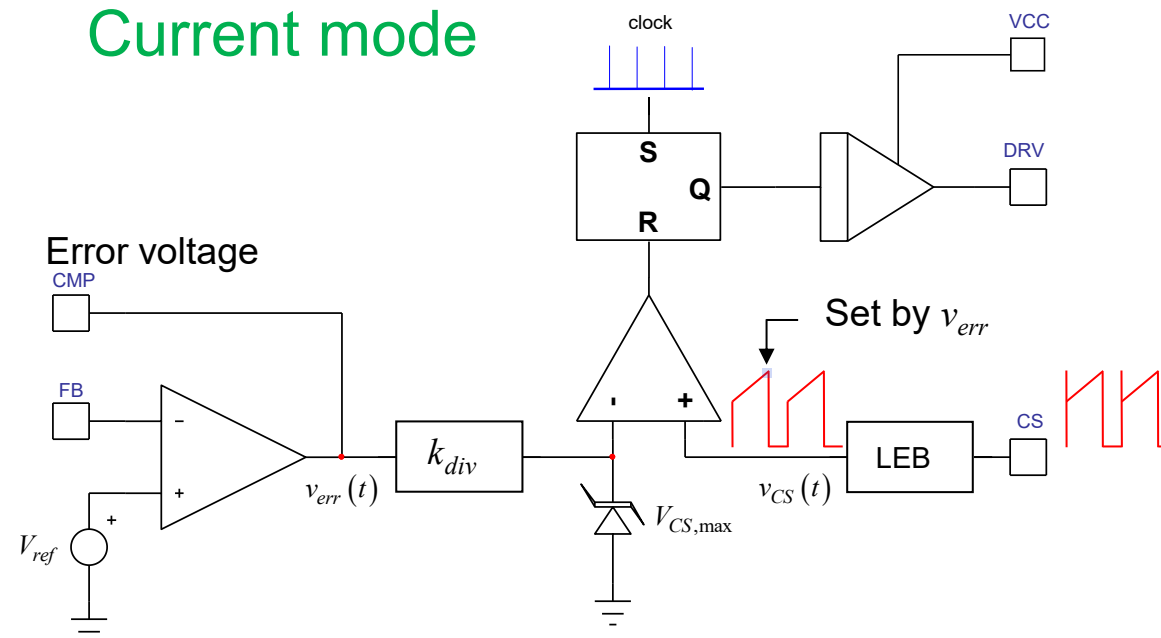 Current mode
clock
VCC
S
Q
R
DRV
Error voltage
CMP
Set by v_err
FB
-
+
−
+
k_div
v_err (t)
v_CS (t)
LEB
CS
V_CS,max
V_ref
+